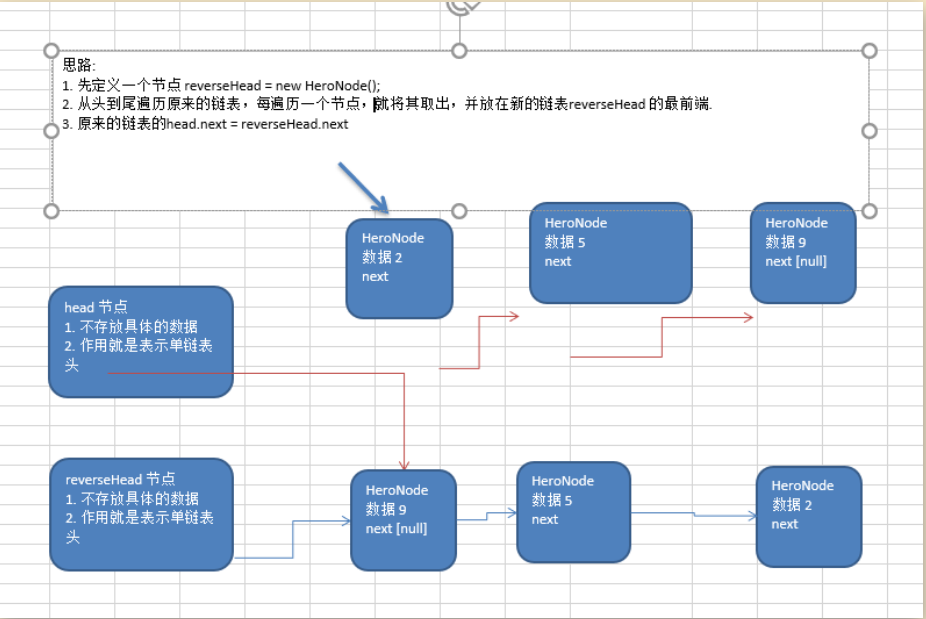 思路:
1. 先定义一个节点 reverseHead = new HeroNode();
2. 从头到尾遍历原来的链表，每遍历一个节点，就将其取出，并放在新的链表reverseHead 的最前端.
3. 原来的链表的head.next = reverseHead.next
HeroNode
数据 2
next
HeroNode
数据 5
next
HeroNode
数据 9
next [null]
head 节点
1. 不存放具体的数据
2. 作用就是表示单链表
头
reverseHead 节点
1. 不存放具体的数据
2. 作用就是表示单链表
头
HeroNode
数据 9
next [null]
HeroNode
数据 5
next
HeroNode
数据 2
next